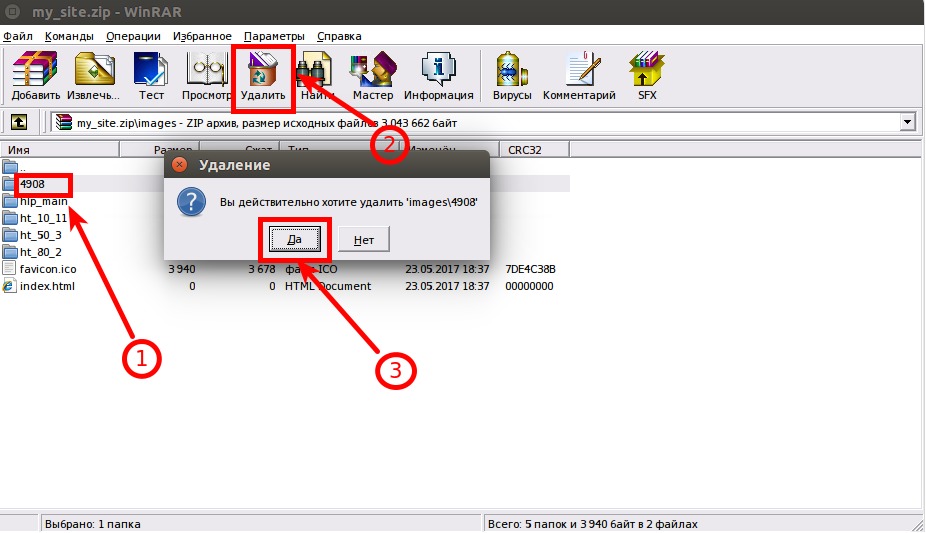 my_site.zip - WinRAR
Файл Команды Операции Избранное Параметры Справка
Добавить Извлечь... Тест Просмотр Удалить Найти Мастер Информация Вирусы Комментарий SFX
my_site.zip\images - ZIP архив, размер исходных файлов 3 043 662 байт
2
Имя Размер Сжат Тип Изменён CRC32
..
Удаление
4908
hlp_main
Вы действительно хотите удалить 'images\4908'
ht_10_11
ht_50_3
Да Нет
ht_80_2
favicon.ico 3 940 3 678 файл ICO 23.05.2017 18:37 7DE4C38B
index.html 0 0 HTML Document 23.05.2017 18:37 00000000
1
3
Выбрано: 1 папка Всего: 5 папок и 3 940 байт в 2 файлах